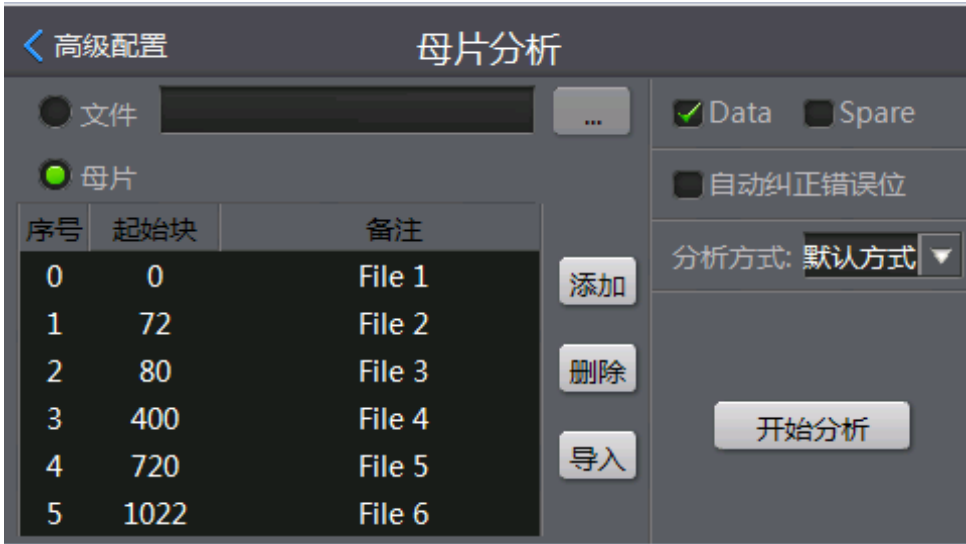 高级配置 母片分析
文件 ...
母片
序号 起始块 备注
0 0 File 1
1 72 File 2
2 80 File 3
3 400 File 4
4 720 File 5
5 1022 File 6
添加
删除
导入
Data Spare
自动纠正错误位
分析方式: 默认方式
开始分析